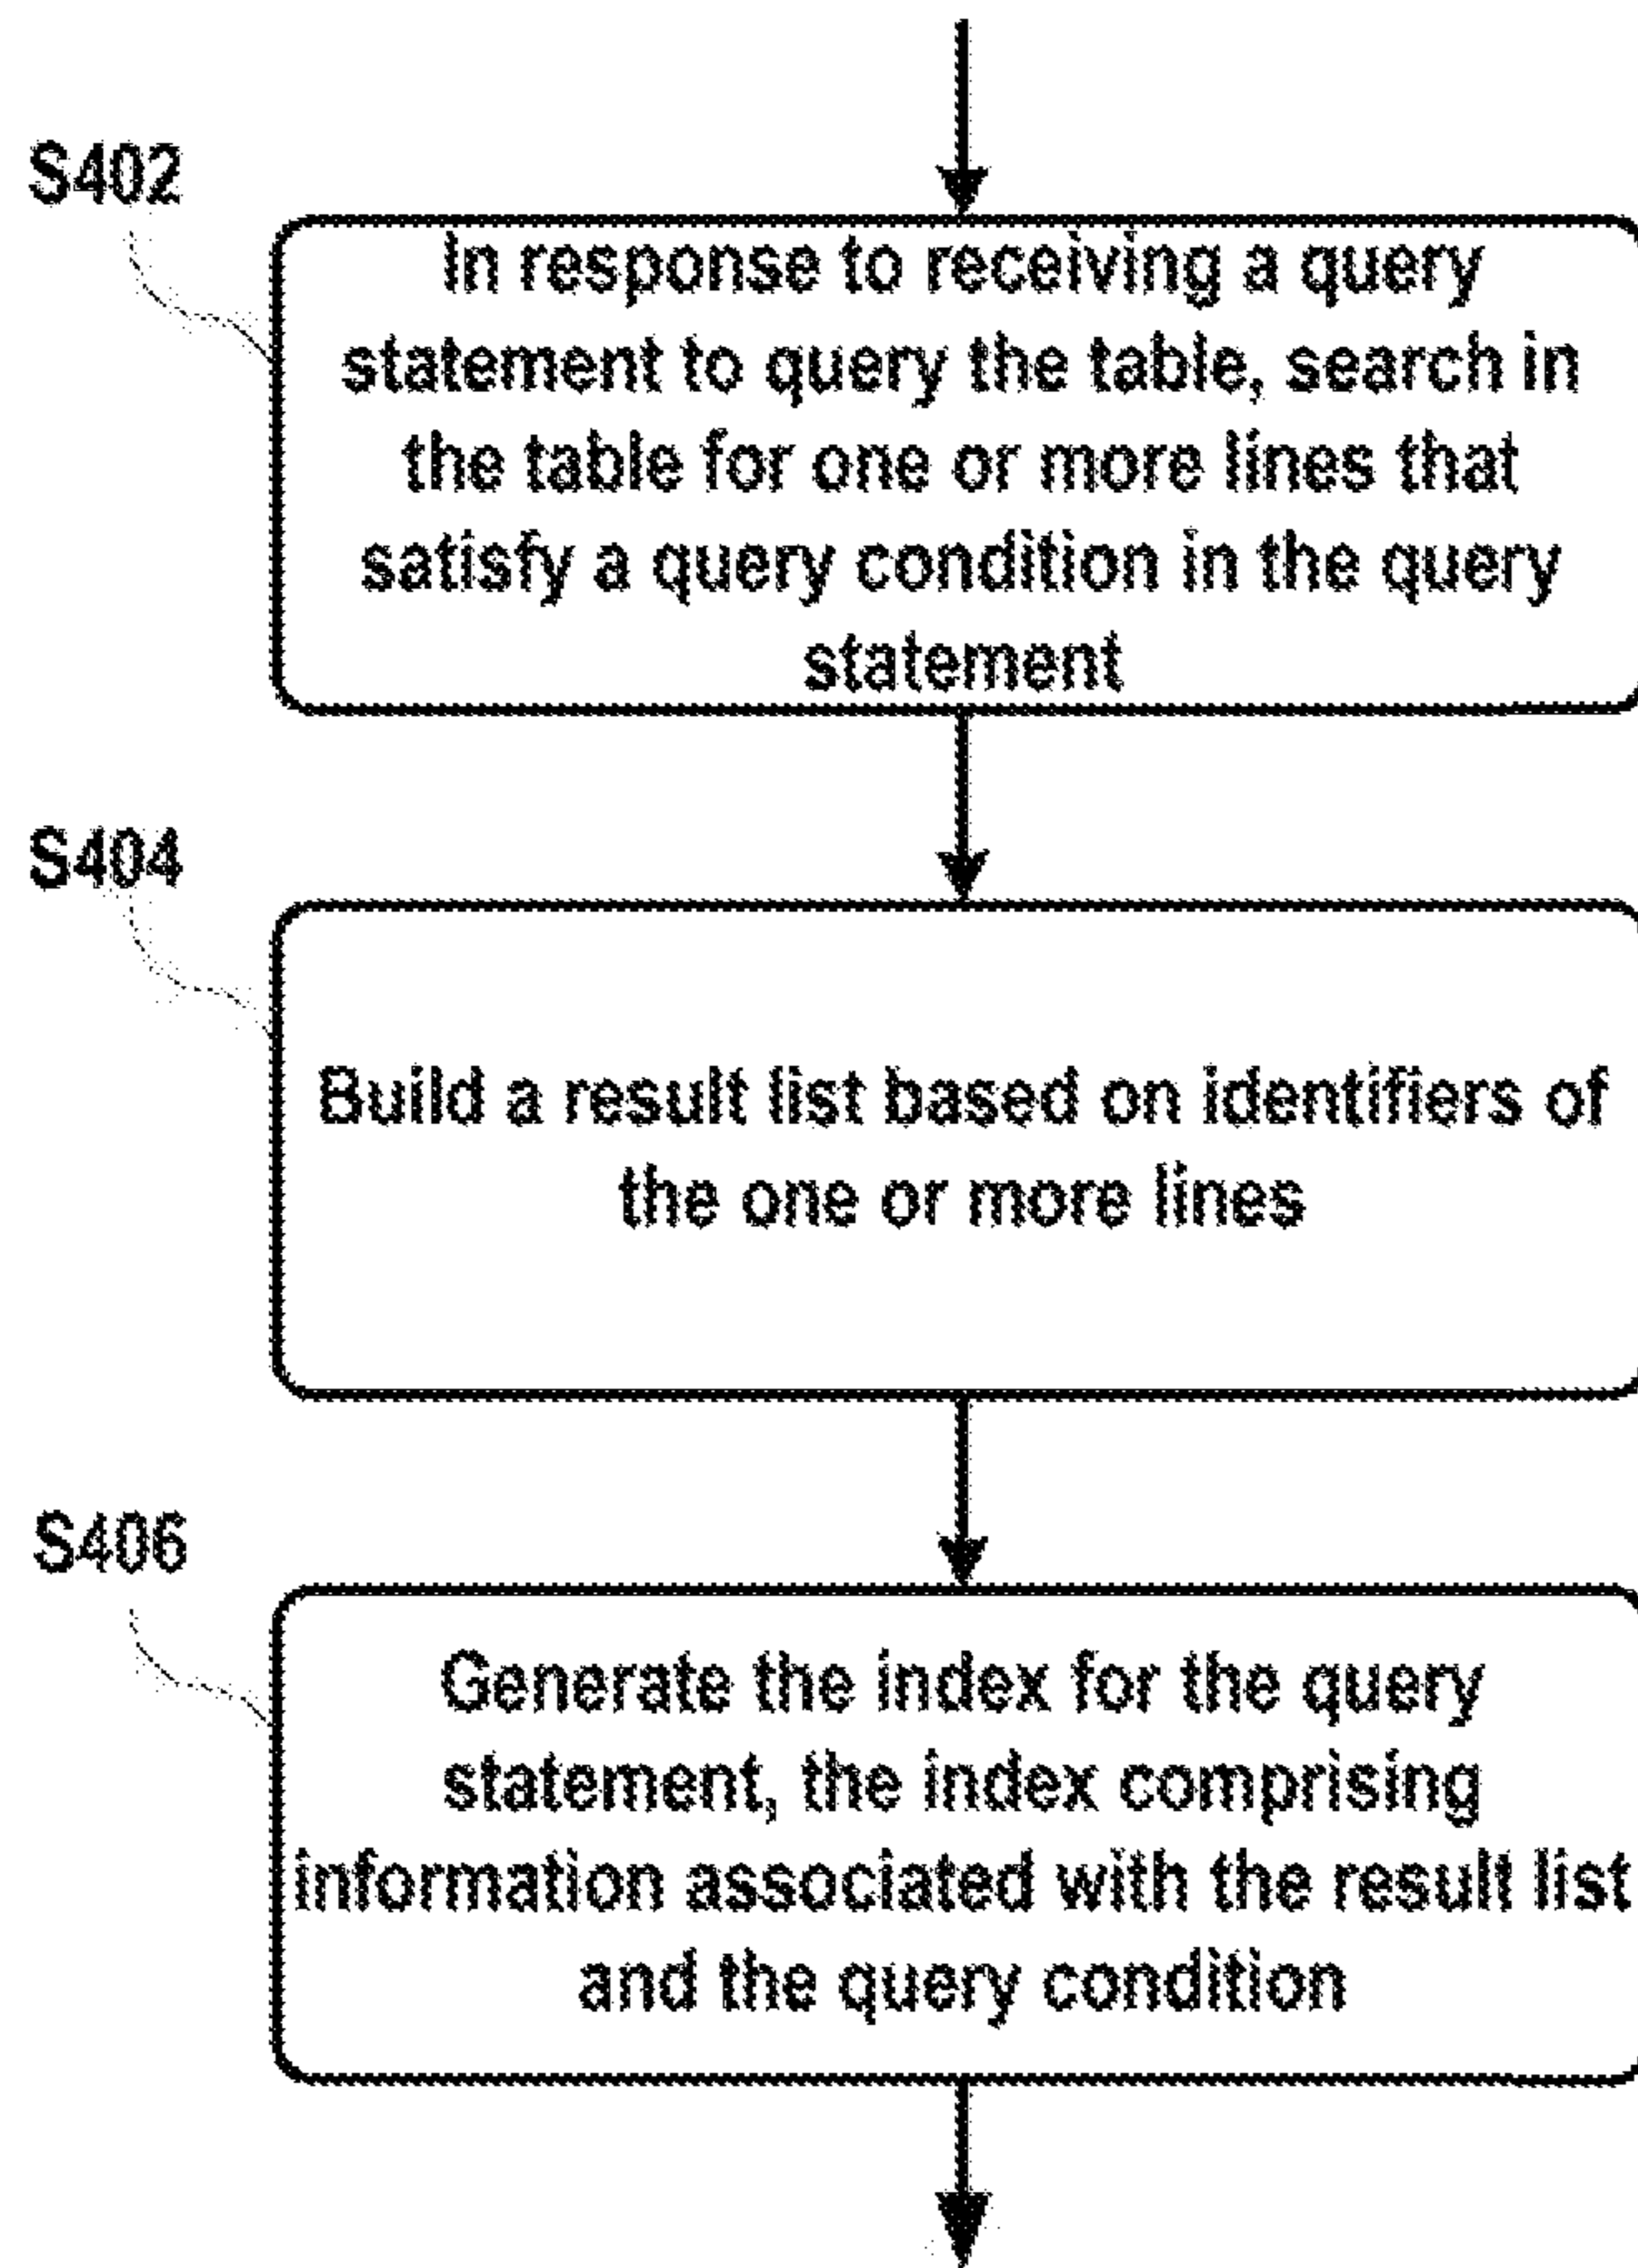 S402
In response to receiving a query
statement to query the table, search in
the table for one or more lines that
satisfy a query condition in the query
statement
S404
Build a result list based on identifiers of
the one or more lines
S406
Generate the index for the query
statement, the index comprising
information associated with the result list
and the query condition